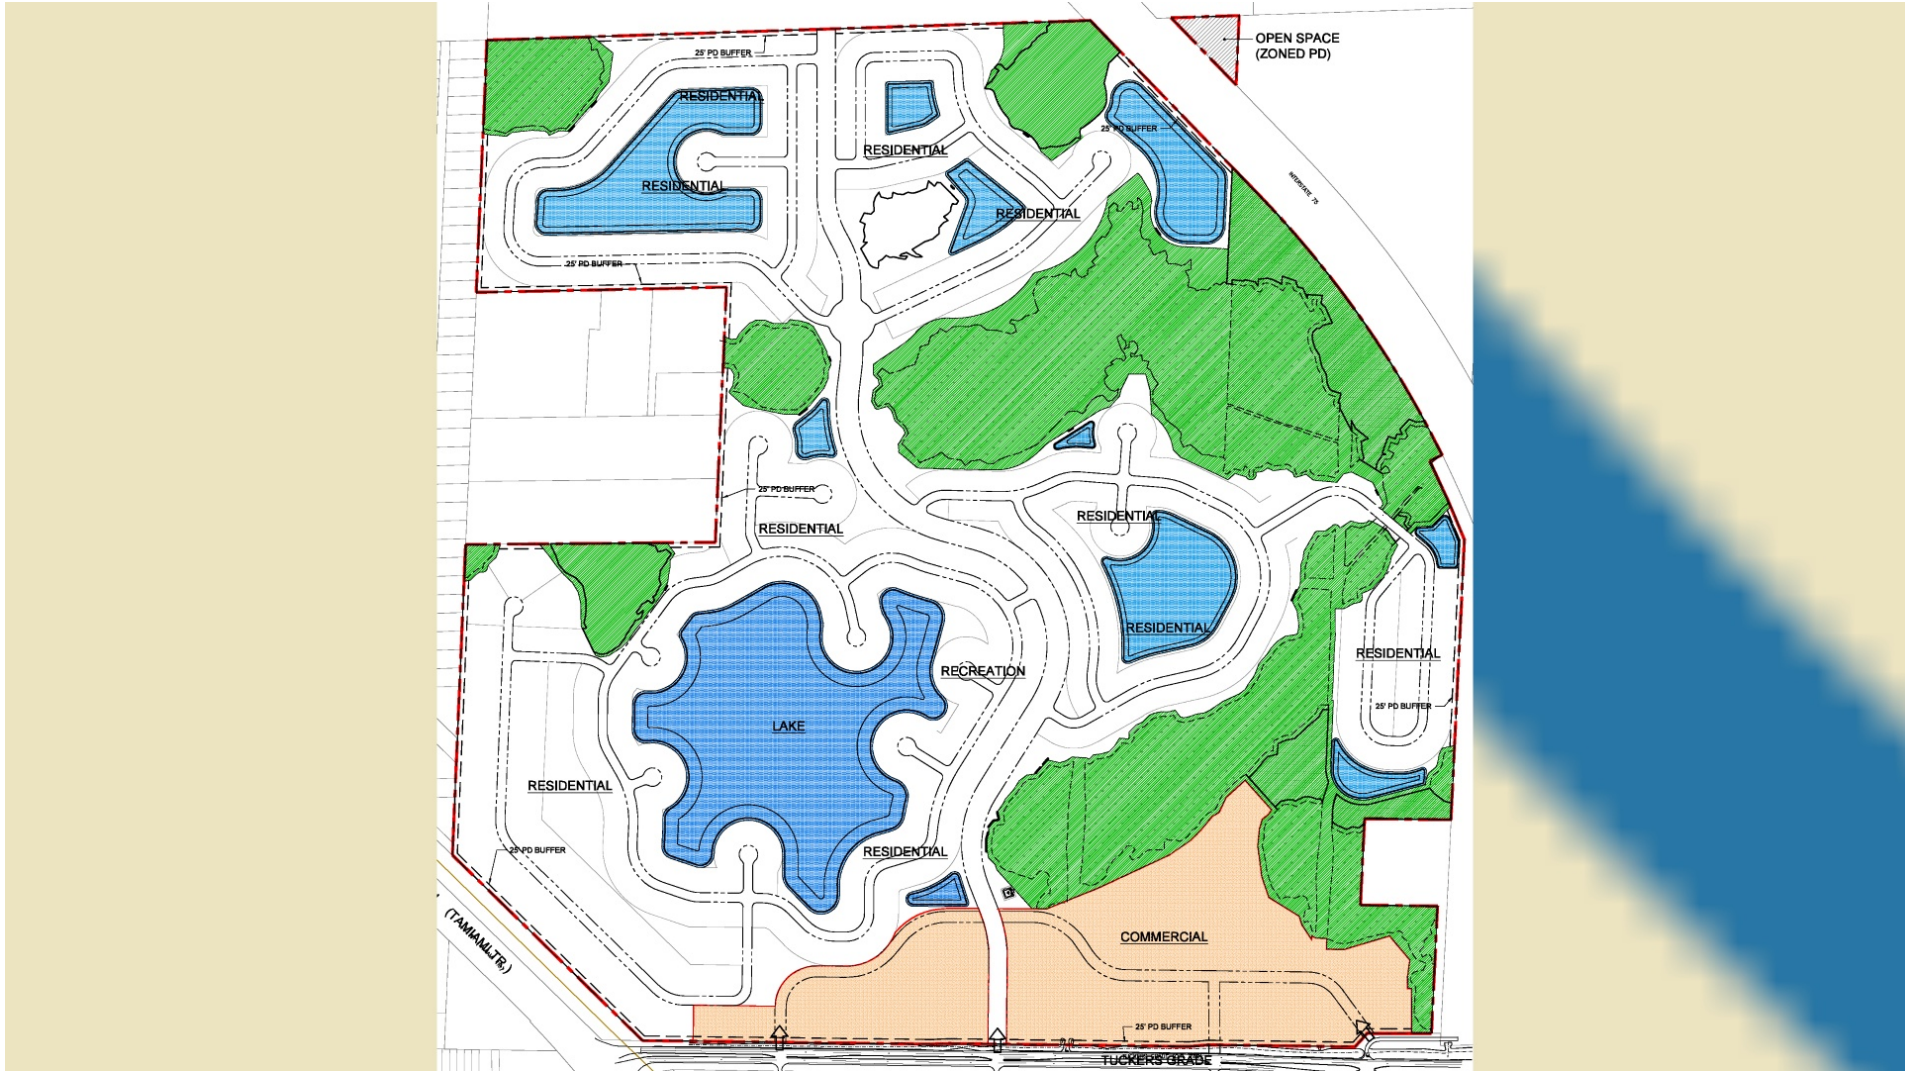 OPEN SPACE
(ZONED PD)
25' PD BUFFER
RESIDENTIAL
25' PD BUFFER
RESIDENTIAL
RESIDENTIAL
INTERSTATE 75
RESIDENTIAL
25' PD BUFFER
25' PD BUFFER
RESIDENTIAL
RESIDENTIAL
RESIDENTIAL
RESIDENTIAL
RECREATION
25' PD BUFFER
LAKE
RESIDENTIAL
25' PD BUFFER
RESIDENTIAL
(TAMIAMI TR.)
COMMERCIAL
25' PD BUFFER
TUCKERS GRADE